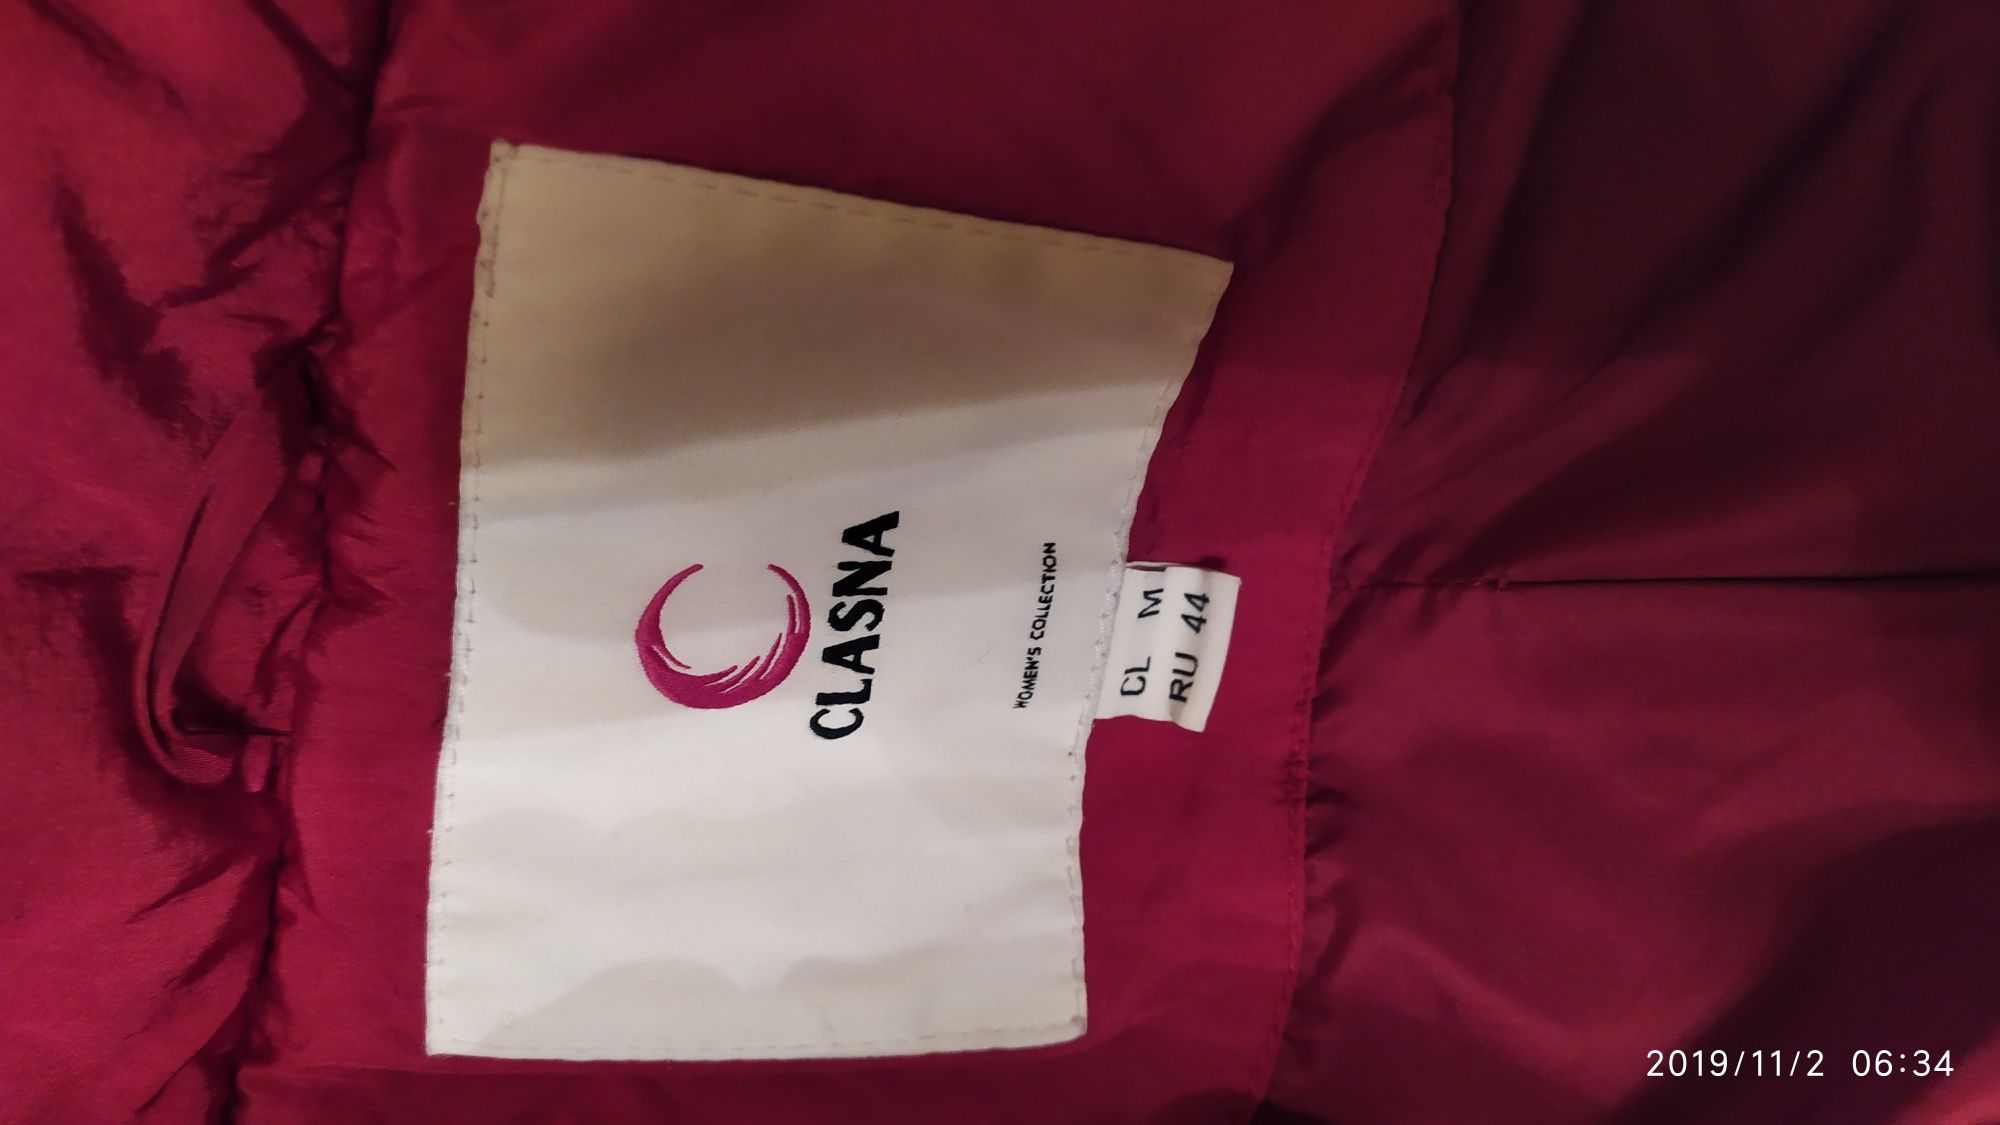 CLASNA
WOMEN'S COLLECTION
CL M
RU 44
2019/11/2 06:34